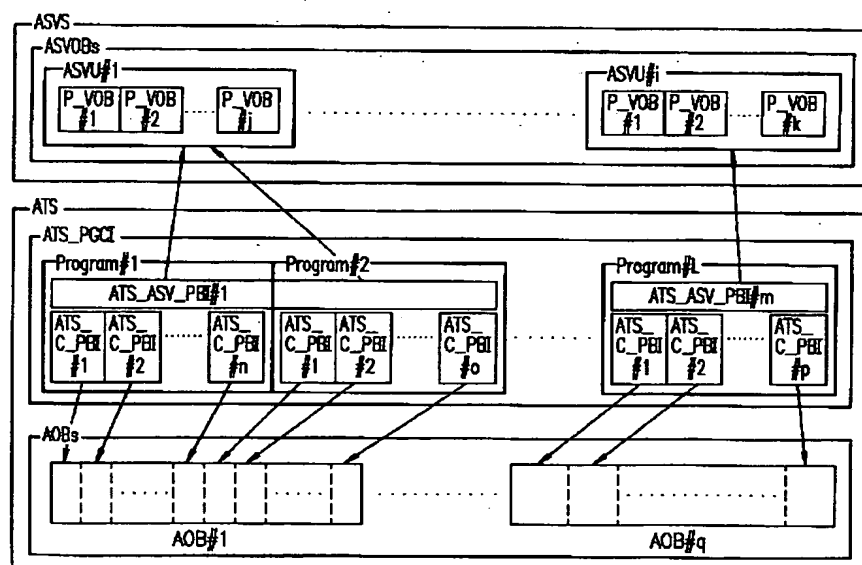 ASVS
ASVOBs
ASVU#1
ASVU#i
P_VOB #1
P_VOB #2
P_VOB #j
P_VOB #1
P_VOB #2
P_VOB #k
ATS
ATS_PGCI
Program#1
Program#2
Program#L
ATS_ASV_PBI#1
ATS_ASV_PBI#m
ATS_ C_PBI #1
ATS_ C_PBI #2
ATS_ C_PBI #n
ATS_ C_PBI #1
ATS_ C_PBI #2
ATS_ C_PBI #o
ATS_ C_PBI #1
ATS_ C_PBI #2
ATS_ C_PBI #p
AOBs
AOB#1
AOB#q